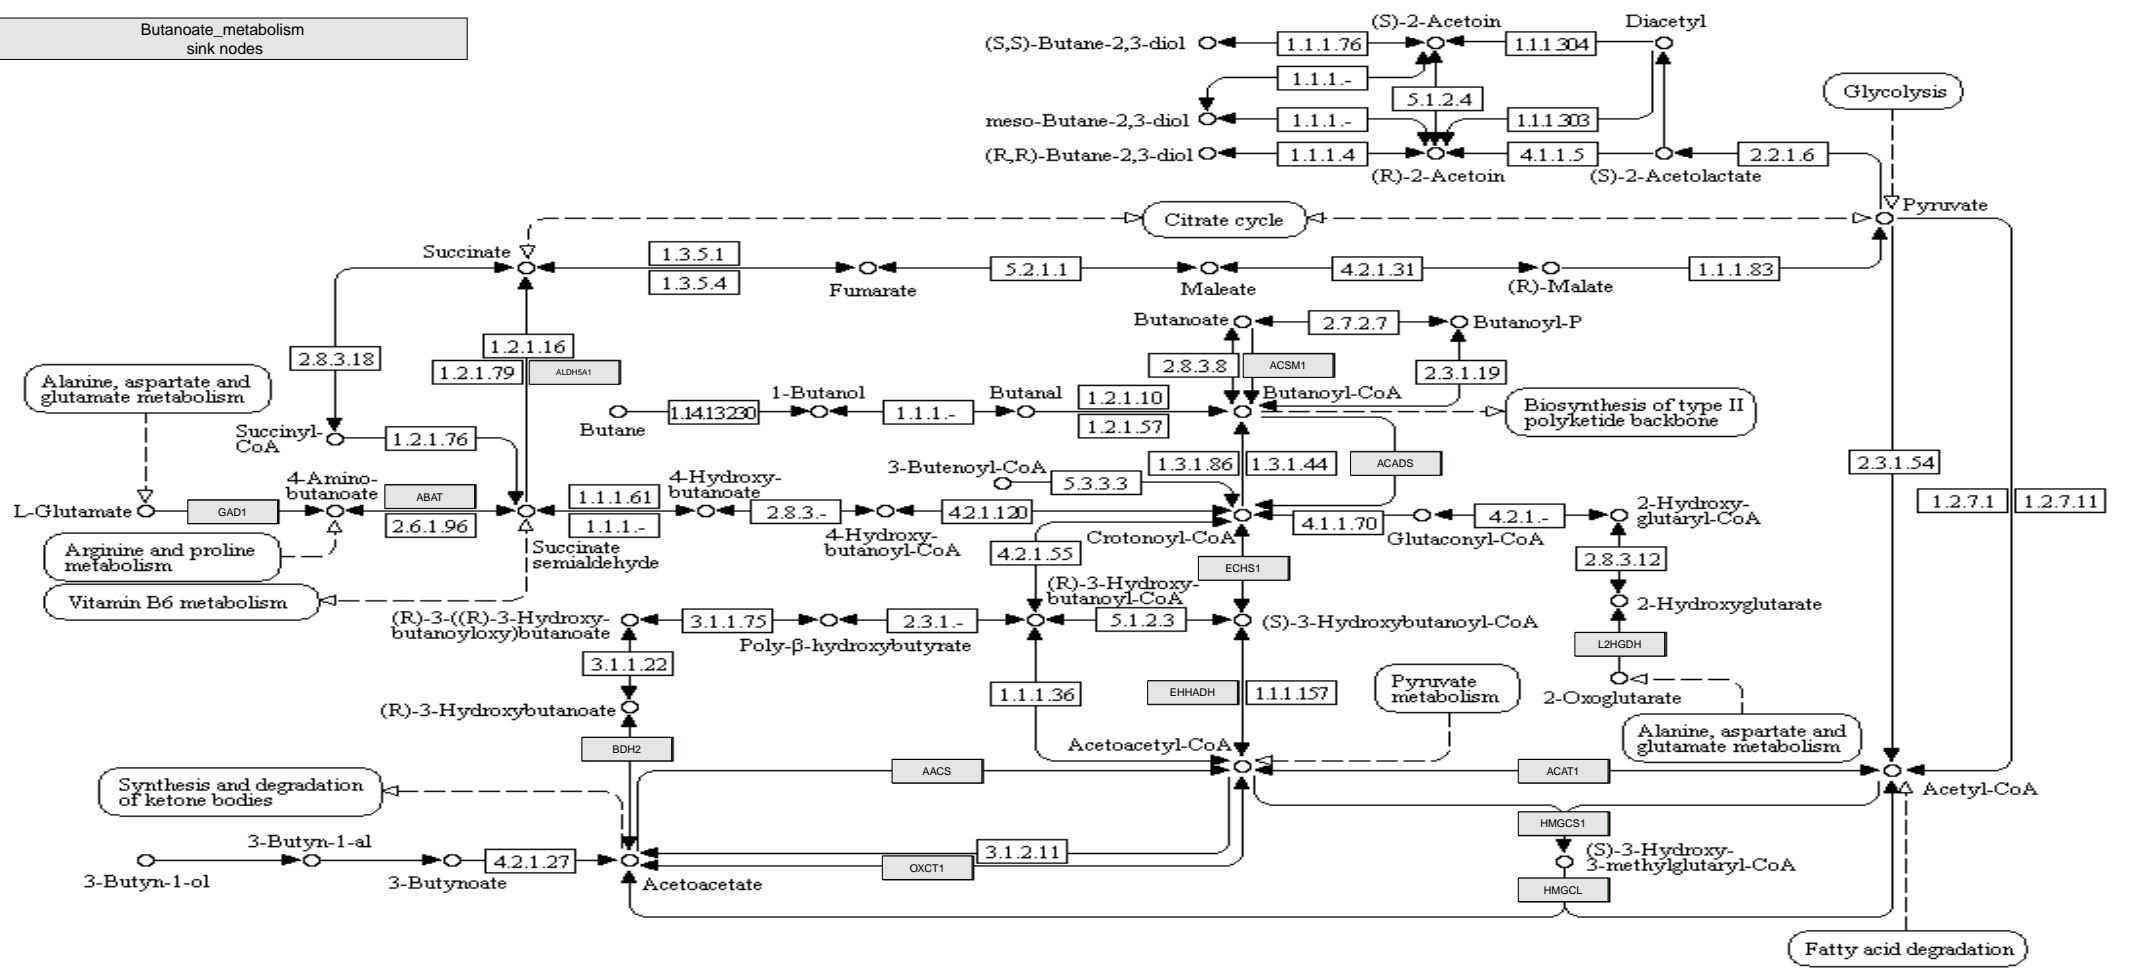 Butanoate_metabolism
sink nodes
(S)-2-Acetoin
Diacetyl
(S,S)-Butane-2,3-diol
1.1.1.76
1.1.1.304
1.1.1.-
5.1.2.4
Glycolysis
meso-Butane-2,3-diol
1.1.1.-
1.1.1.303
(R,R)-Butane-2,3-diol
1.1.1.4
4.1.1.5
2.2.1.6
(R)-2-Acetoin
(S)-2-Acetolactate
Pyruvate
Citrate cycle
Succinate
1.3.5.1
1.3.5.4
Fumarate
5.2.1.1
Maleate
4.2.1.31
(R)-Malate
1.1.1.83
Butanoate
2.7.2.7
Butanoyl-P
2.8.3.18
1.2.1.16
1.2.1.79
ALDH5A1
2.8.3.8
ACSM1
2.3.1.19
Alanine, aspartate and
glutamate metabolism
Butane
1.14.13.230
1-Butanol
1.1.1.-
Butanal
1.2.1.10
1.2.1.57
Butanoyl-CoA
Biosynthesis of type II
polyketide backbone
Succinyl-
CoA
1.2.1.76
3-Butenoyl-CoA
5.3.3.3
1.3.1.86
1.3.1.44
ACADS
2.3.1.54
1.2.7.1
1.2.7.11
L-Glutamate
GAD1
4-Amino-
butanoate
ABAT
2.6.1.96
1.1.1.61
1.1.1.-
4-Hydroxy-
butanoate
2.8.3.-
4-Hydroxy-
butanoyl-CoA
4.2.1.120
Crotonoyl-CoA
4.1.1.70
Glutaconyl-CoA
4.2.1.-
2-Hydroxy-
glutaryl-CoA
Arginine and proline
metabolism
Succinate
semialdehyde
4.2.1.55
ECHS1
2.8.3.12
Vitamin B6 metabolism
(R)-3-((R)-3-Hydroxy-
butanoyloxy)butanoate
3.1.1.75
Poly-β-hydroxybutyrate
2.3.1.-
(R)-3-Hydroxy-
butanoyl-CoA
5.1.2.3
(S)-3-Hydroxybutanoyl-CoA
2-Hydroxyglutarate
3.1.1.22
L2HGDH
(R)-3-Hydroxybutanoate
1.1.1.36
EHHADH
1.1.1.157
Pyruvate
metabolism
2-Oxoglutarate
BDH2
Acetoacetyl-CoA
Alanine, aspartate and
glutamate metabolism
AACS
ACAT1
Synthesis and degradation
of ketone bodies
Acetyl-CoA
HMGCS1
3-Butyn-1-al
3-Butyn-1-ol
3-Butynoate
4.2.1.27
Acetoacetate
3.1.2.11
OXCT1
(S)-3-Hydroxy-
3-methylglutaryl-CoA
HMGCL
Fatty acid degradation